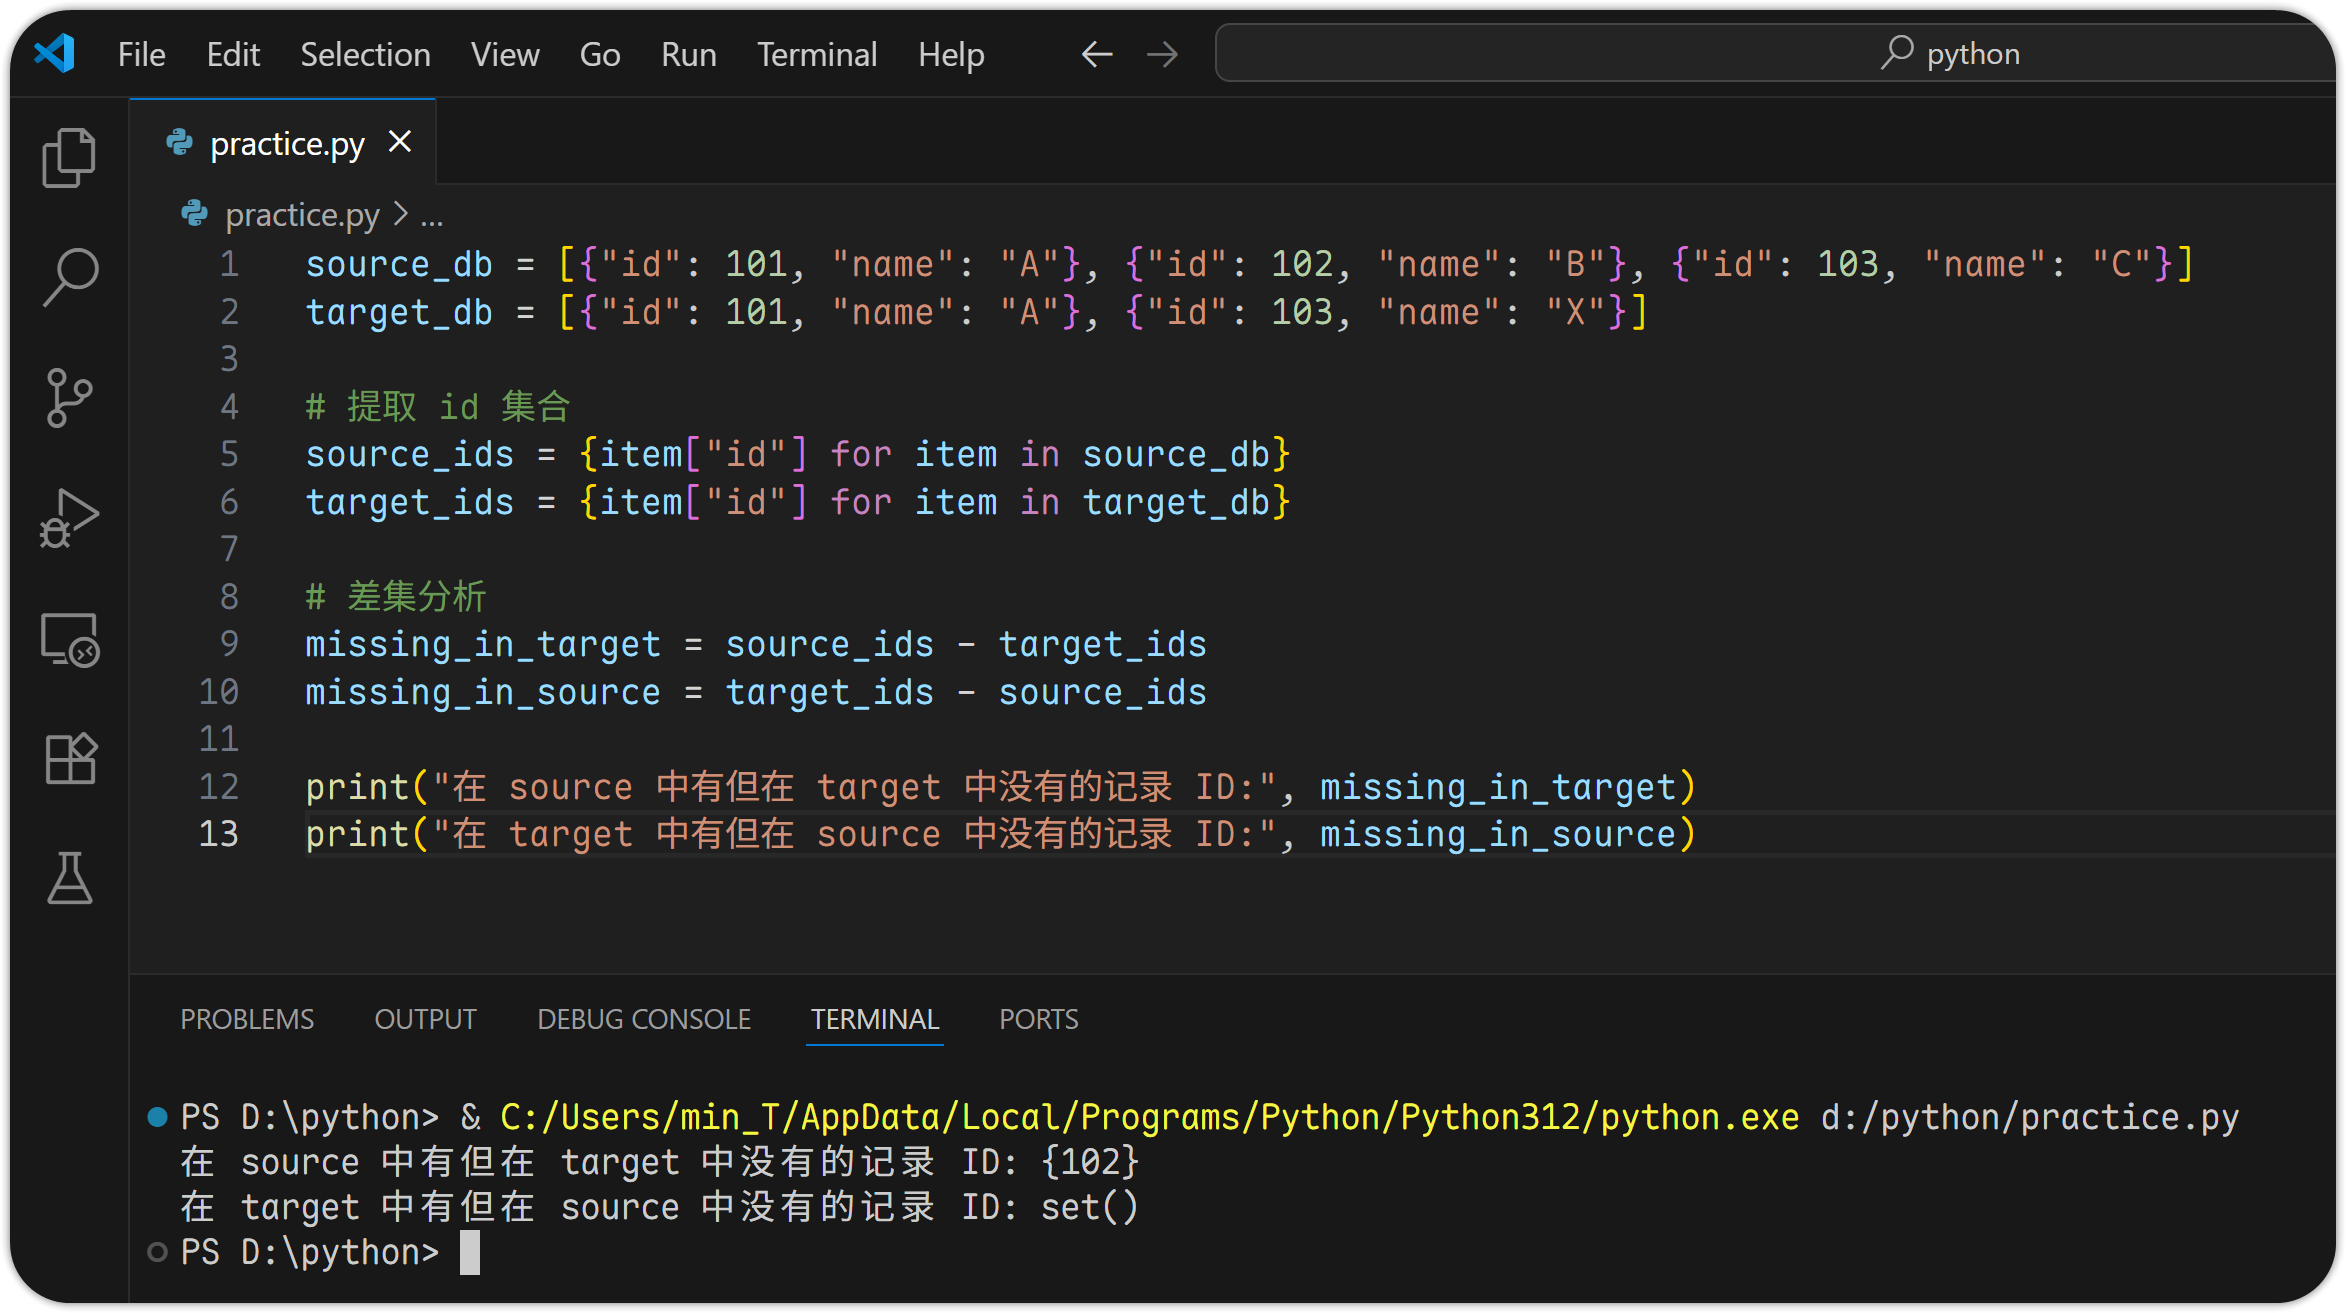 File Edit Selection View Go Run Terminal Help python
practice.py
practice.py > ...
1 source_db = [{"id": 101, "name": "A"}, {"id": 102, "name": "B"}, {"id": 103, "name": "C"}]
2 target_db = [{"id": 101, "name": "A"}, {"id": 103, "name": "X"}]
3
4 # 提取 id 集合
5 source_ids = {item["id"] for item in source_db}
6 target_ids = {item["id"] for item in target_db}
7
8 # 差集分析
9 missing_in_target = source_ids - target_ids
10 missing_in_source = target_ids - source_ids
11
12 print("在 source 中有但在 target 中没有的记录 ID:", missing_in_target)
13 print("在 target 中有但在 source 中没有的记录 ID:", missing_in_source)
PROBLEMS OUTPUT DEBUG CONSOLE TERMINAL PORTS
PS D:\python> & C:/Users/min_T/AppData/Local/Programs/Python/Python312/python.exe d:/python/practice.py
在 source 中有但在 target 中没有的记录 ID: {102}
在 target 中有但在 source 中没有的记录 ID: set()
PS D:\python>